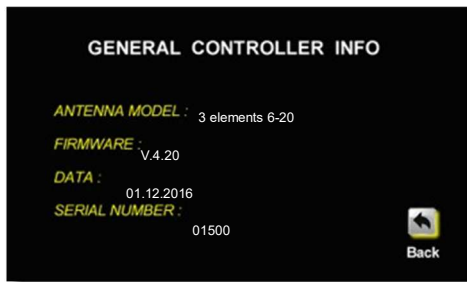 GENERAL CONTROLLER INFO
ANTENNA MODEL : 3 elements 6-20
FIRMWARE : V.4.20
DATA : 01.12.2016
SERIAL NUMBER : 01500
Back